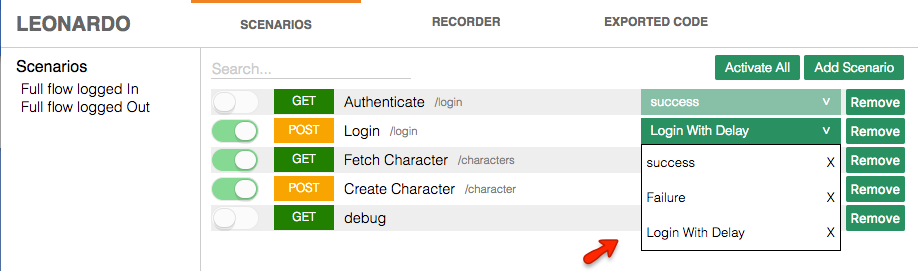 LEONARDO SCENARIOS RECORDER EXPORTED CODE
Scenarios
Full flow logged In
Full flow logged Out
Search... Activate All Add Scenario
GET Authenticate /login success v Remove
POST Login /login Login With Delay v Remove
GET Fetch Character /characters Remove
POST Create Character /character Remove
GET debug Remove
success X
Failure X
Login With Delay X